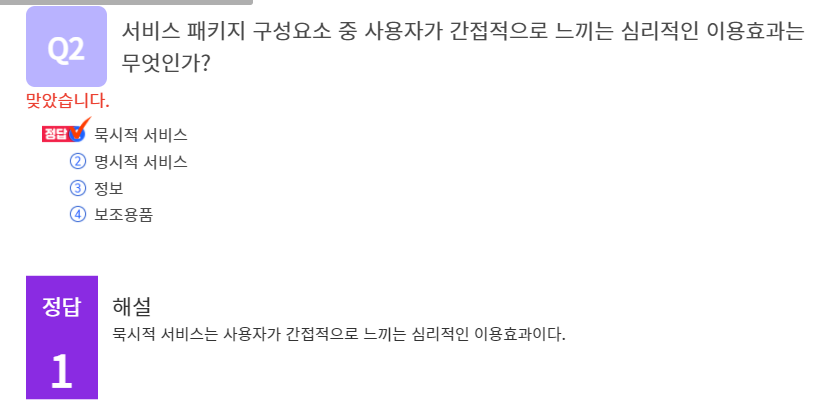 Q2
서비스 패키지 구성요소 중 사용자가 간접적으로 느끼는 심리적인 이용효과는
무엇인가?
맞았습니다.
정답 묵시적 서비스
② 명시적 서비스
③ 정보
④ 보조용품
정답
1
해설
묵시적 서비스는 사용자가 간접적으로 느끼는 심리적인 이용효과이다.